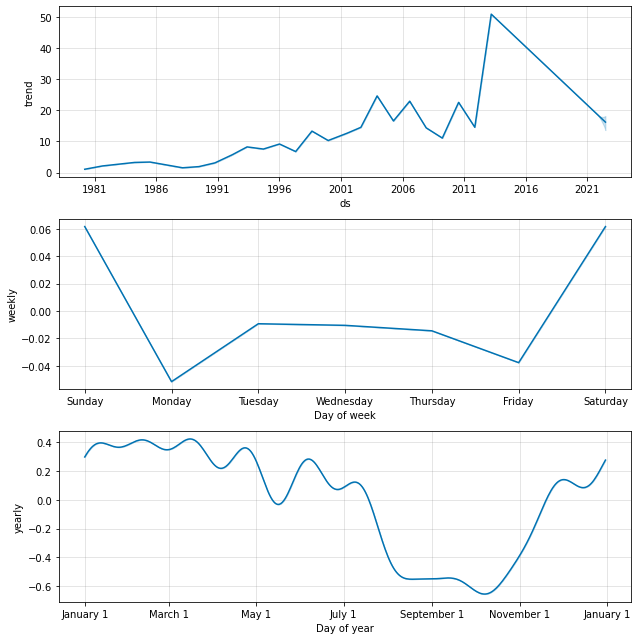 50
40
30
20
10
0
trend
1981 1986 1991 1996 2001 2006 2011 2016 2021
ds
0.06
0.04
0.02
0.00
−0.02
−0.04
weekly
Sunday Monday Tuesday Wednesday Thursday Friday Saturday
Day of week
0.4
0.2
0.0
−0.2
−0.4
−0.6
yearly
January 1 March 1 May 1 July 1 September 1 November 1 January 1
Day of year